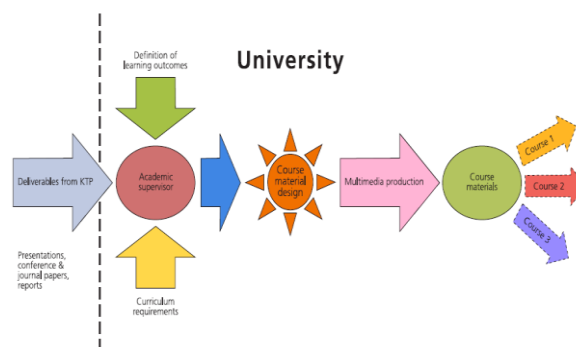 Definition of
learning outcomes
University
Deliverables from KTP
Academic
supervisor
Course
material
design
Multimedia production
Course
materials
Course 1
Course 2
Course 3
Presentations,
conference &
journal papers,
reports
Curriculum
requirements